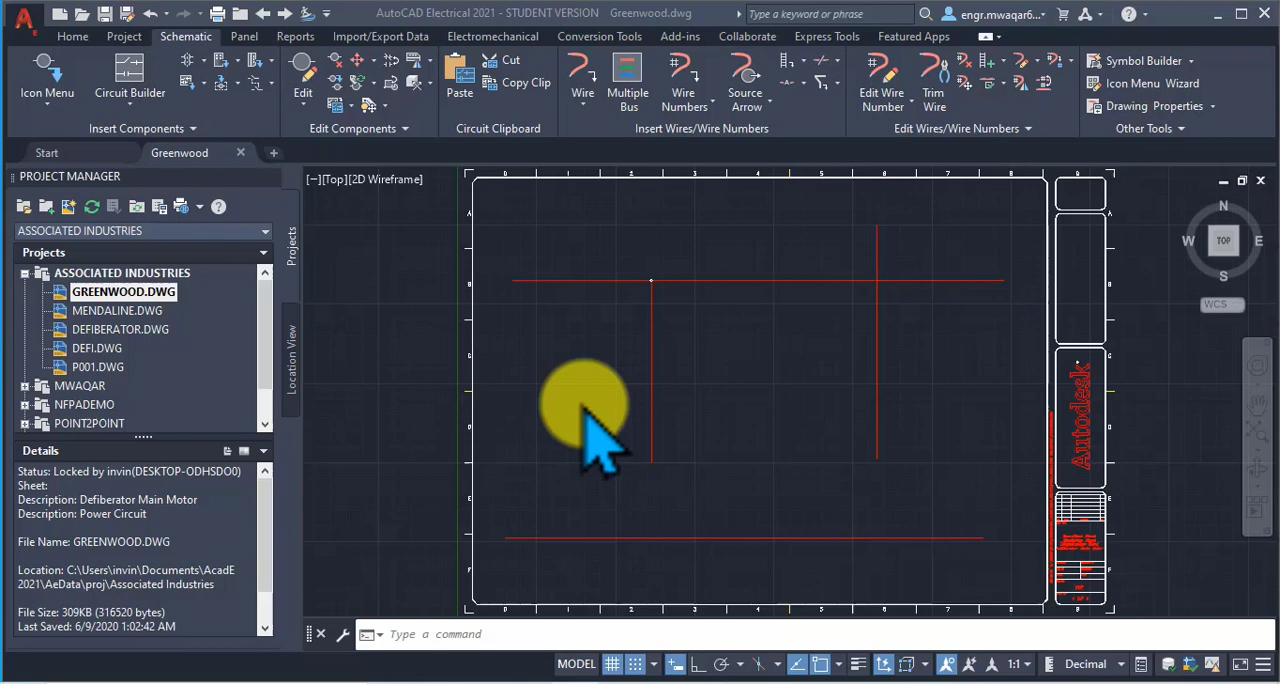 AutoCAD Electrical 2021 - STUDENT VERSION Greenwood.dwg
Type a keyword or phrase
engr.mwaqar6...
Home Project Schematic Panel Reports Import/Export Data Electromechanical Conversion Tools Add-ins Collaborate Express Tools Featured Apps
Icon Menu
Circuit Builder
Insert Components
Edit
Edit Components
Paste
Cut
Copy Clip
Circuit Clipboard
Wire
Multiple
Bus
Wire
Numbers
Source
Arrow
Insert Wires/Wire Numbers
Edit Wire
Number
Trim
Wire
Edit Wires/Wire Numbers
Symbol Builder
Icon Menu Wizard
Drawing Properties
Other Tools
Start
Greenwood
PROJECT MANAGER
ASSOCIATED INDUSTRIES
Projects
ASSOCIATED INDUSTRIES
GREENWOOD.DWG
MENDALINE.DWG
DEFIBERATOR.DWG
DEFI.DWG
P001.DWG
MWAQAR
NFPADEMO
POINT2POINT
Projects
Location View
Details
Status: Locked by invin(DESKTOP-ODHSDO0)
Sheet:
Description: Defiberator Main Motor
Description: Power Circuit
File Name: GREENWOOD.DWG
Location: C:\Users\invin\Documents\AcadE
2021\AeData\proj\Associated Industries
File Size: 309KB (316520 bytes)
Last Saved: 6/9/2020 1:02:42 AM
[−][Top][2D Wireframe]
N
W TOP E
S
WCS
Autodesk
Type a command
MODEL
1:1
Decimal